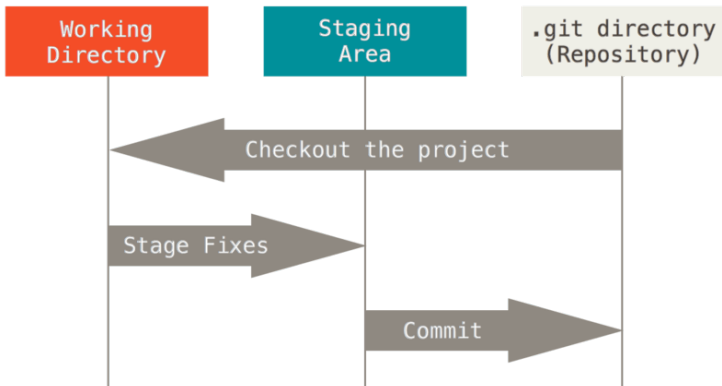 Working
Directory
Staging
Area
.git directory
(Repository)
Checkout the project
Stage Fixes
Commit